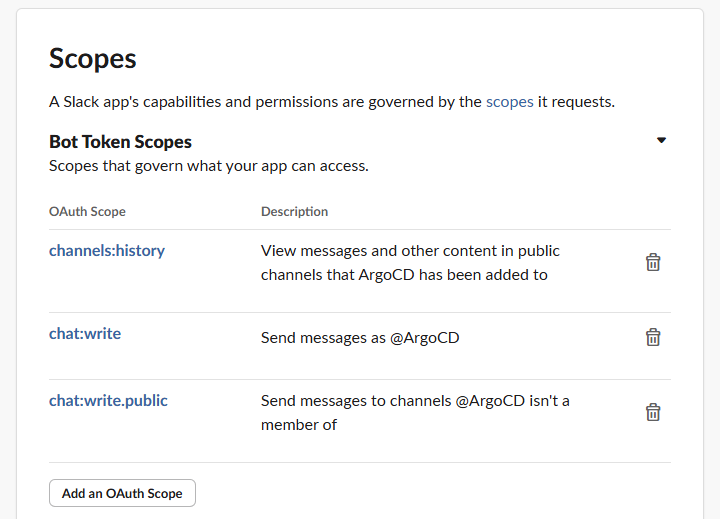 Scopes
A Slack app's capabilities and permissions are governed by the scopes it requests.
Bot Token Scopes
Scopes that govern what your app can access.
OAuth Scope Description
channels:history View messages and other content in public
channels that ArgoCD has been added to
chat:write Send messages as @ArgoCD
chat:write.public Send messages to channels @ArgoCD isn't a
member of
Add an OAuth Scope